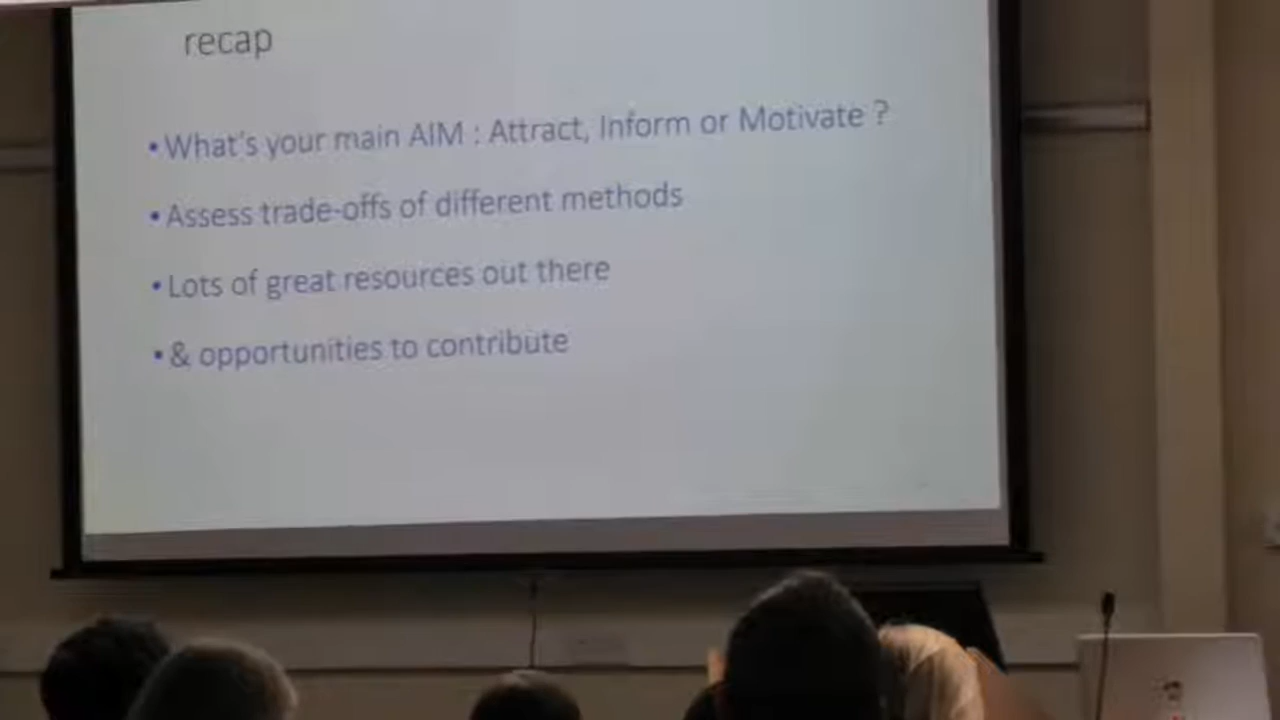 recap
• What's your main AIM : Attract, Inform or Motivate ?
• Assess trade-offs of different methods
• Lots of great resources out there
• & opportunities to contribute